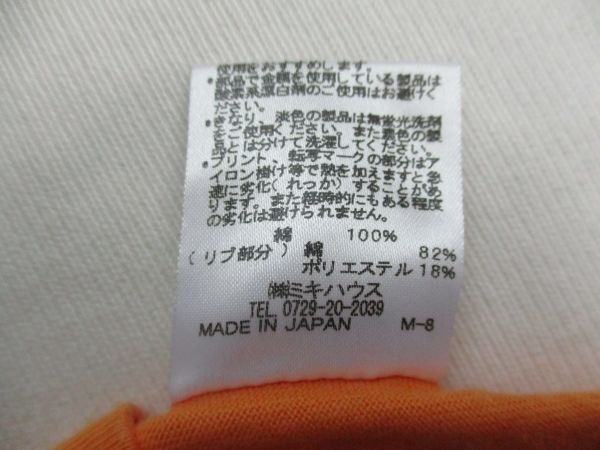 使用をおすすめします。
・部品で金属を使用している製品は
酸素系漂白剤のご使用はお避けく
ださい。
・きなり、淡色の製品は無蛍光洗剤
をご使用ください。また濃色の製
品とは分けて洗濯してください。
・プリント、転写マークの部分はア
イロン掛け等で熱を加えますと急
速に劣化(れっか)することがあ
ります。また経時的にもある程度
の劣化は避けられません。
綿 100%
(リブ部分) 綿 82%
ポリエステル 18%
㈱ミキハウス
TEL. 0729-20-2039
MADE IN JAPAN M-8